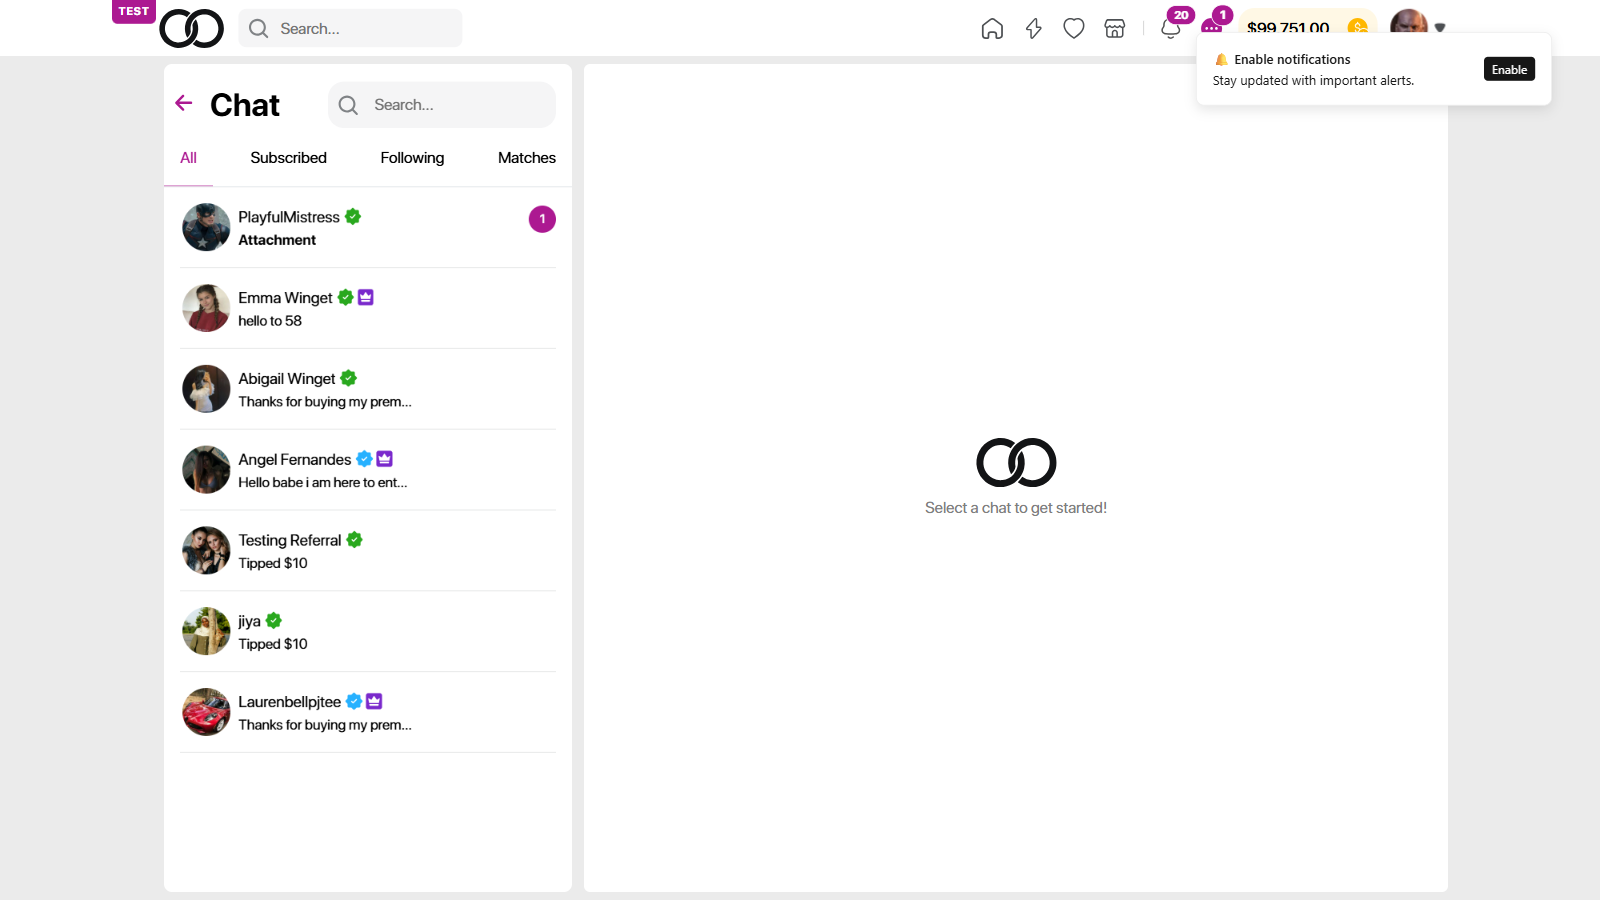 TEST
Search...
20
1
$99,751.00
🔔 Enable notifications
Stay updated with important alerts.
Enable
Chat
Search...
All
Subscribed
Following
Matches
PlayfulMistress
Attachment
1
Emma Winget
hello to 58
Abigail Winget
Thanks for buying my prem...
Angel Fernandes
Hello babe i am here to ent...
Testing Referral
Tipped $10
jiya
Tipped $10
Laurenbellpjtee
Thanks for buying my prem...
Select a chat to get started!